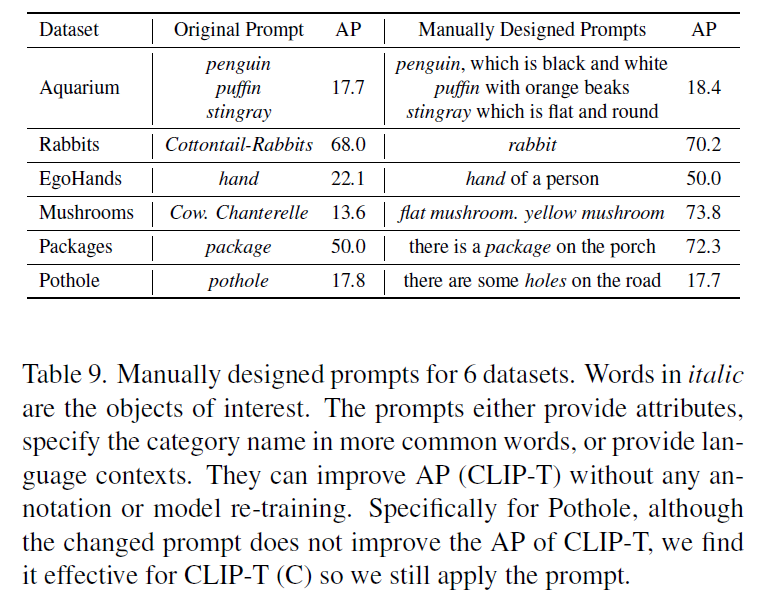 Dataset Original Prompt AP Manually Designed Prompts AP
penguin penguin, which is black and white
Aquarium puffin 17.7 puffin with orange beaks 18.4
stingray stingray which is flat and round
Rabbits Cottontail-Rabbits 68.0 rabbit 70.2
EgoHands hand 22.1 hand of a person 50.0
Mushrooms Cow. Chanterelle 13.6 flat mushroom. yellow mushroom 73.8
Packages package 50.0 there is a package on the porch 72.3
Pothole pothole 17.8 there are some holes on the road 17.7
Table 9. Manually designed prompts for 6 datasets. Words in italic
are the objects of interest. The prompts either provide attributes,
specify the category name in more common words, or provide lan-
guage contexts. They can improve AP (CLIP-T) without any an-
notation or model re-training. Specifically for Pothole, although
the changed prompt does not improve the AP of CLIP-T, we find
it effective for CLIP-T (C) so we still apply the prompt.